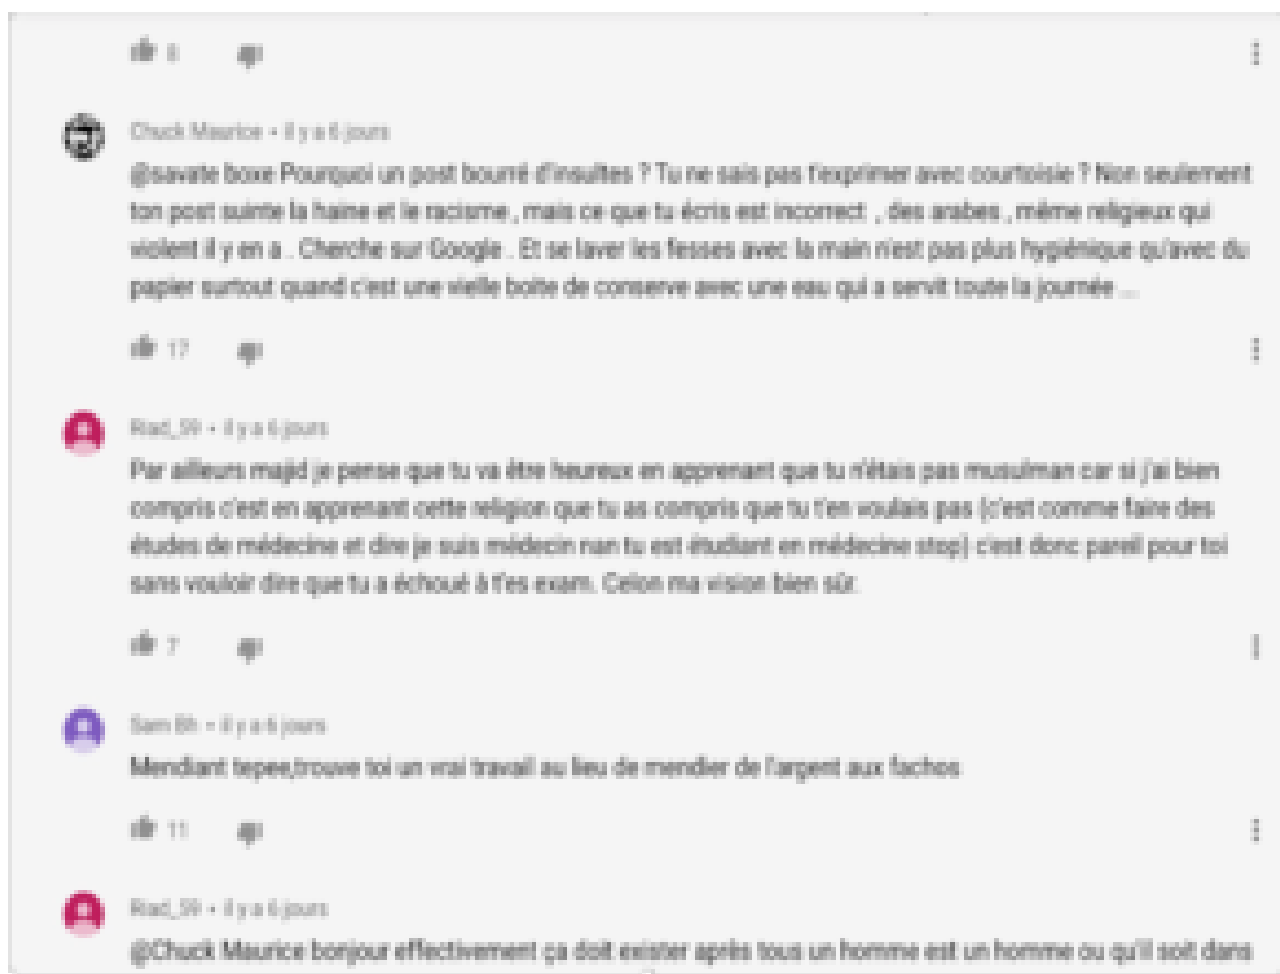 8
Chuck Maurice • il y a 6 jours
@savate boxe Pourquoi un post bourré d'insultes ? Tu ne sais pas t'exprimer avec courtoisie ? Non seulement
ton post suinte la haine et le racisme , mais ce que tu écris est incorrect , des arabes , même religieux qui
violent il y en a . Cherche sur Google . Et se laver les fesses avec la main n'est pas plus hygiénique qu'avec du
papier surtout quand c'est une vielle boîte de conserve avec une eau qui a servit toute la journée ...
17
Riad_59 • il y a 6 jours
Par ailleurs majid je pense que tu va être heureux en apprenant que tu n'étais pas musulman car si j'ai bien
compris c'est en apprenant cette religion que tu as compris que tu t'en voulais pas (c'est comme faire des
études de médecine et dire je suis médecin nan tu est étudiant en médecine stop) c'est donc pareil pour toi
sans vouloir dire que tu a échoué à t'es exam. Celon ma vision bien sûr.
7
Sam Bh • il y a 6 jours
Mendiant tepee,trouve toi un vrai travail au lieu de mendier de l'argent aux fachos
11
Riad_59 • il y a 6 jours
@Chuck Maurice bonjour effectivement ça doit exister après tous un homme est un homme ou qu'il soit dans